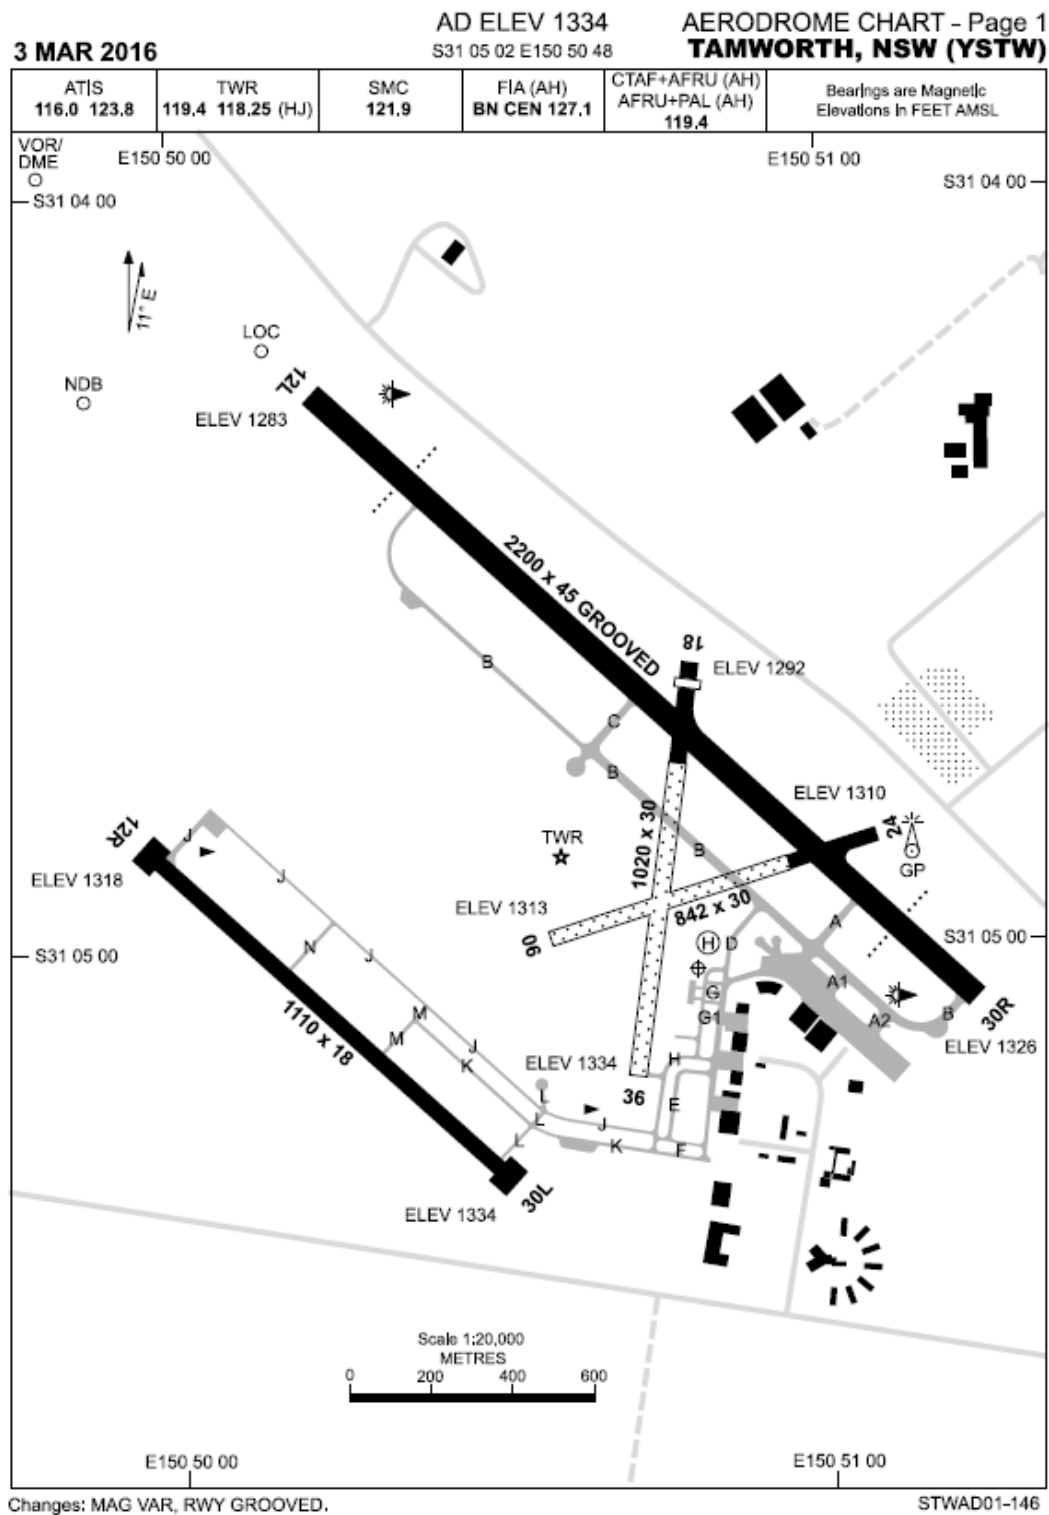 AD ELEV 1334
AERODROME CHART - Page 1
3 MAR 2016
S31 05 02 E150 50 48
TAMWORTH, NSW (YSTW)
ATIS
116.0 123.8
TWR
119.4 118.25 (HJ)
SMC
121.9
FIA (AH)
BN CEN 127.1
CTAF+AFRU (AH)
AFRU+PAL (AH)
119.4
Bearings are Magnetic
Elevations in FEET AMSL
VOR/
DME
E150 50 00
E150 51 00
S31 04 00
S31 04 00
11° E
LOC
NDB
12L
ELEV 1283
2200 x 45 GROOVED
B
18
ELEV 1292
C
B
ELEV 1310
24
GP
12R
J
ELEV 1318
TWR
1020 x 30
B
J
ELEV 1313
06
842 x 30
A
S31 05 00
N
J
H
D
S31 05 00
A1
G
1110 x 18
M
G1
A2
B
30R
M
J
K
ELEV 1334
H
ELEV 1326
36
L
E
L
J
L
K
F
30L
ELEV 1334
Scale 1:20,000
METRES
0
200
400
600
E150 50 00
E150 51 00
Changes: MAG VAR, RWY GROOVED.
STWAD01-146